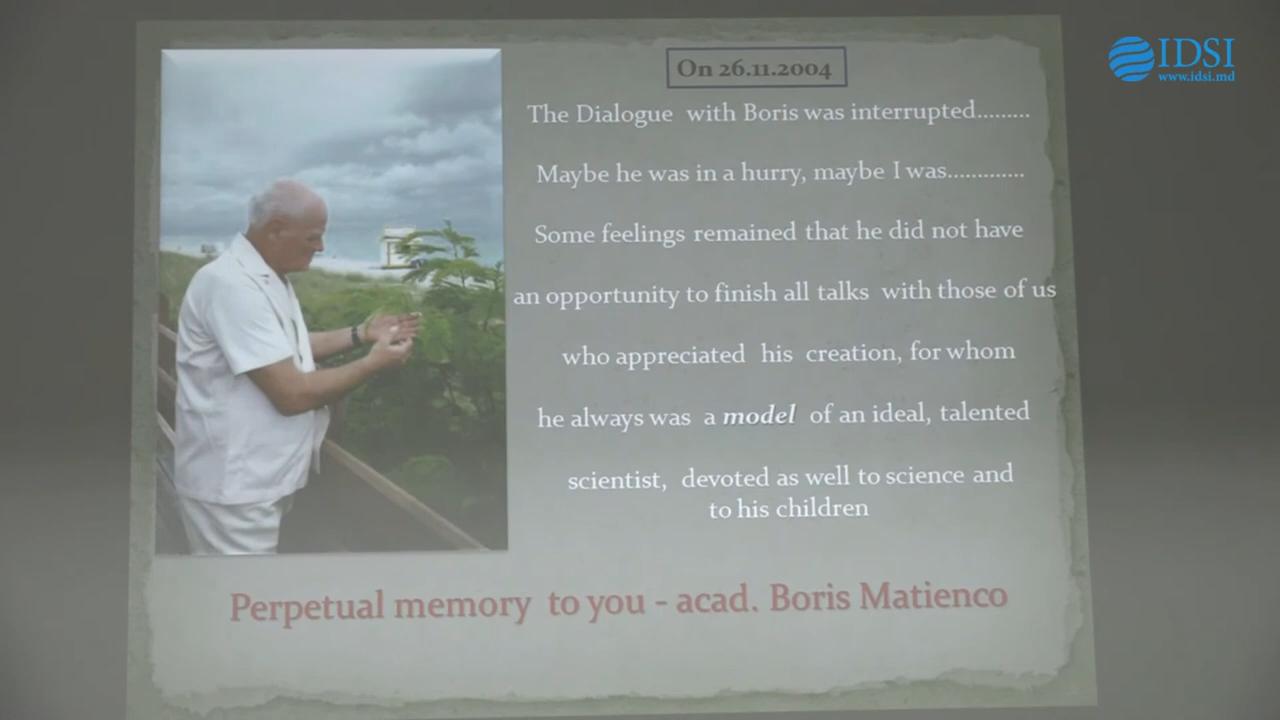 IDSI
www.idsi.md
On 26.11.2004
The Dialogue with Boris was interrupted.........
Maybe he was in a hurry, maybe I was.............
Some feelings remained that he did not have
an opportunity to finish all talks with those of us
who appreciated his creation, for whom
he always was a model of an ideal, talented
scientist, devoted as well to science and
to his children
Perpetual memory to you - acad. Boris Matienco